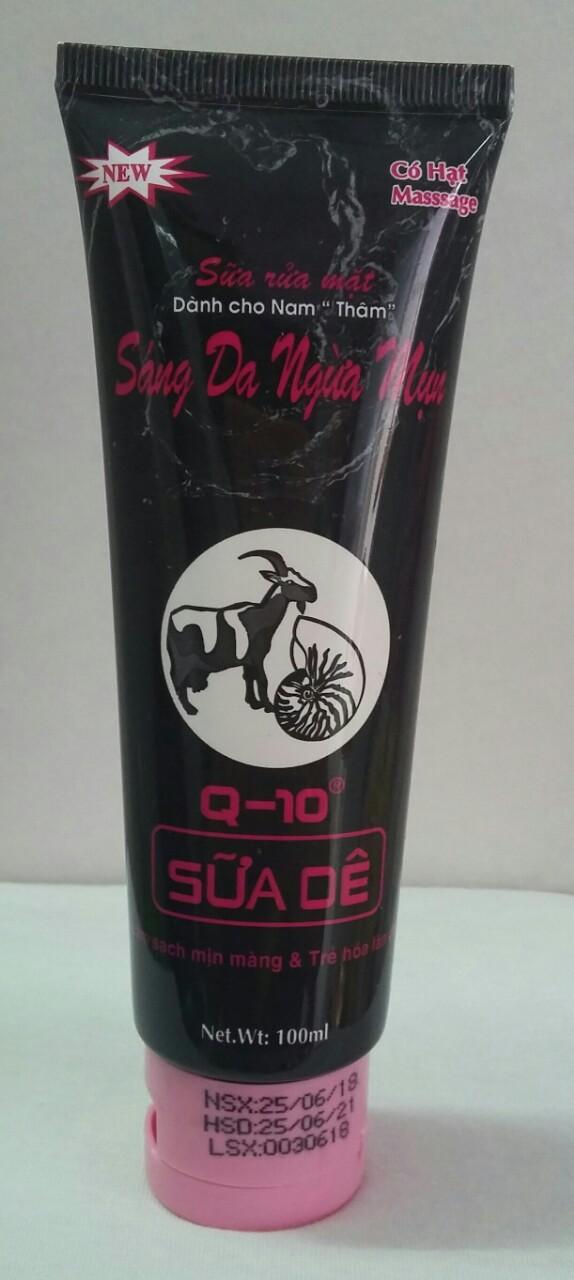 NEW
Có Hạt
Masssage
Sữa rửa mặt
Dành cho Nam “ Thâm”
Sáng Da Ngừa Mụn
Q-10®
SỮA DÊ
sạch mịn màng & Trẻ hóa làn
Net.Wt: 100ml
NSX:25/06/18
HSD:25/06/21
LSX:0030618